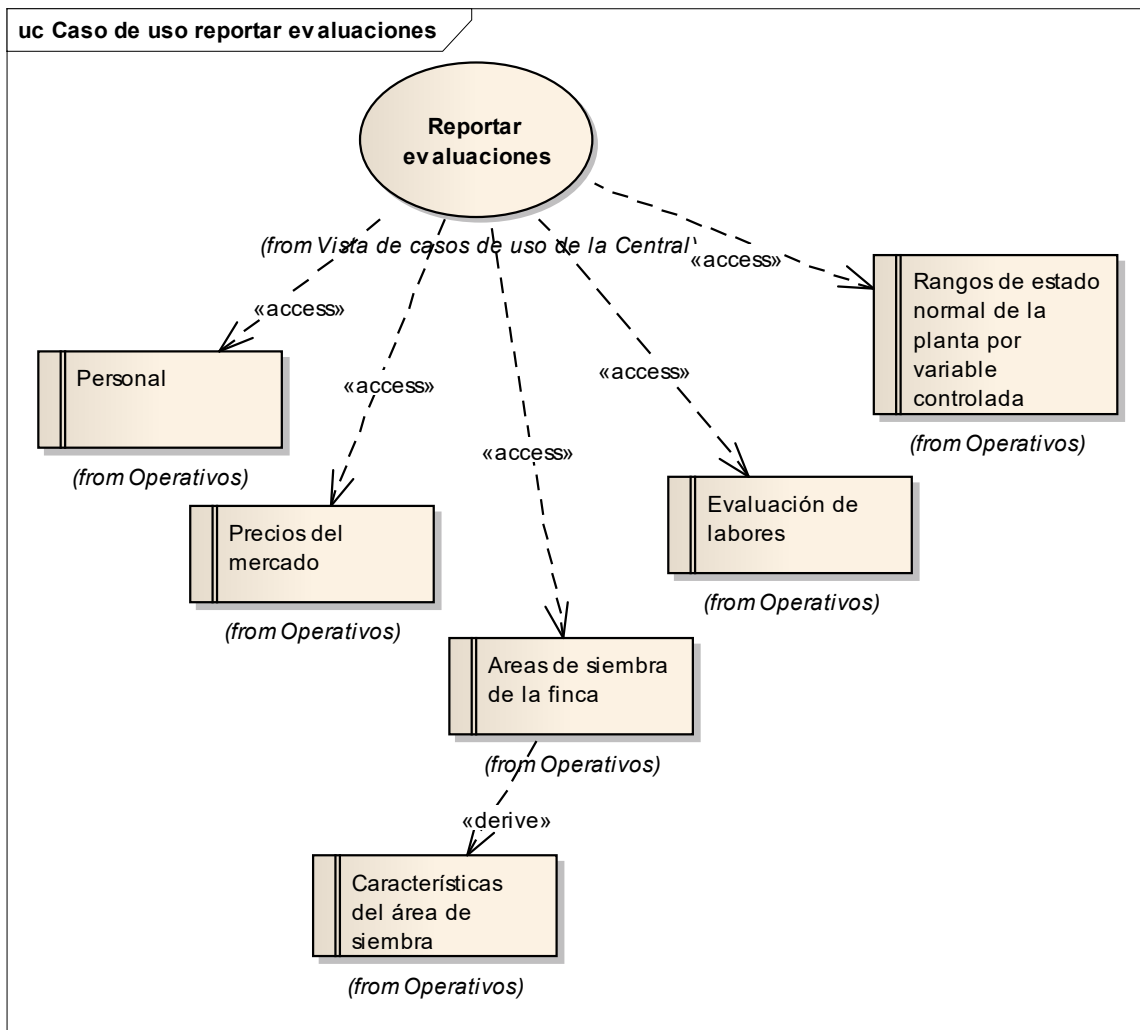 uc Caso de uso reportar evaluaciones
Reportar
evaluaciones
(from Vista de casos de uso de la Central
«access»
«access»
«access»
«access»
«access»
Rangos de estado
normal de la
planta por
variable
controlada
(from Operativos)
Personal
(from Operativos)
Precios del
mercado
(from Operativos)
Evaluación de
labores
(from Operativos)
Areas de siembra
de la finca
(from Operativos)
«derive»
Características
del área de
siembra
(from Operativos)